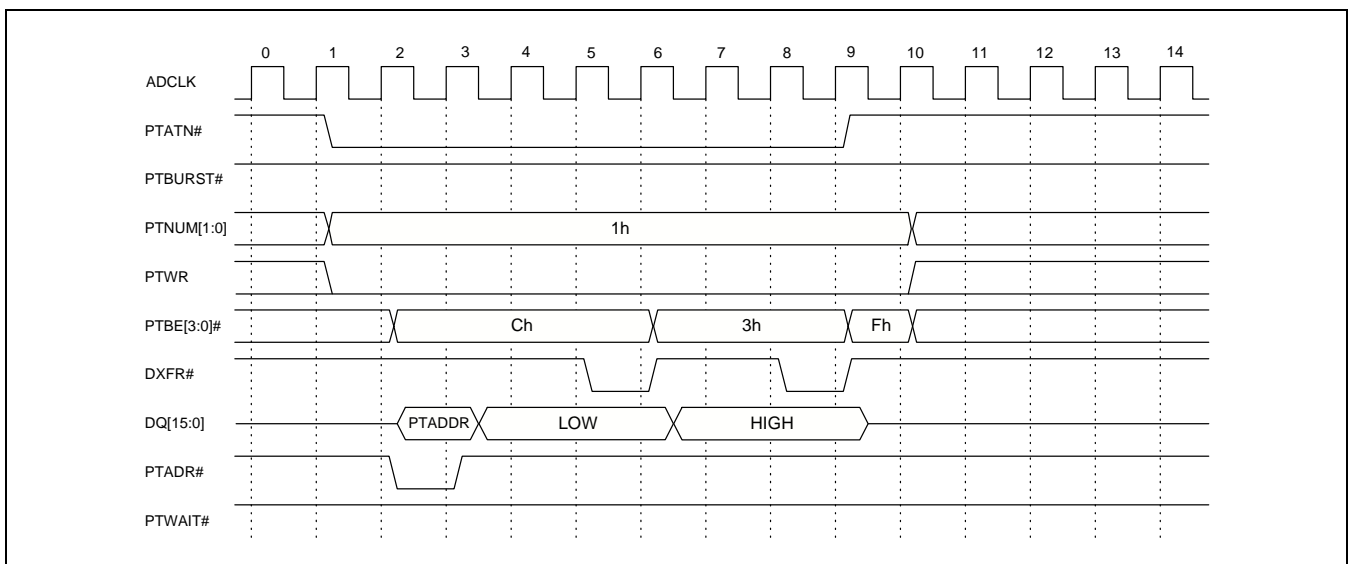 0 1 2 3 4 5 6 7 8 9 10 11 12 13 14
ADCLK
PTATN#
PTBURST#
PTNUM[1:0] 1h
PTWR
PTBE[3:0]# Ch 3h Fh
DXFR#
DQ[15:0] PTADDR LOW HIGH
PTADR#
PTWAIT#